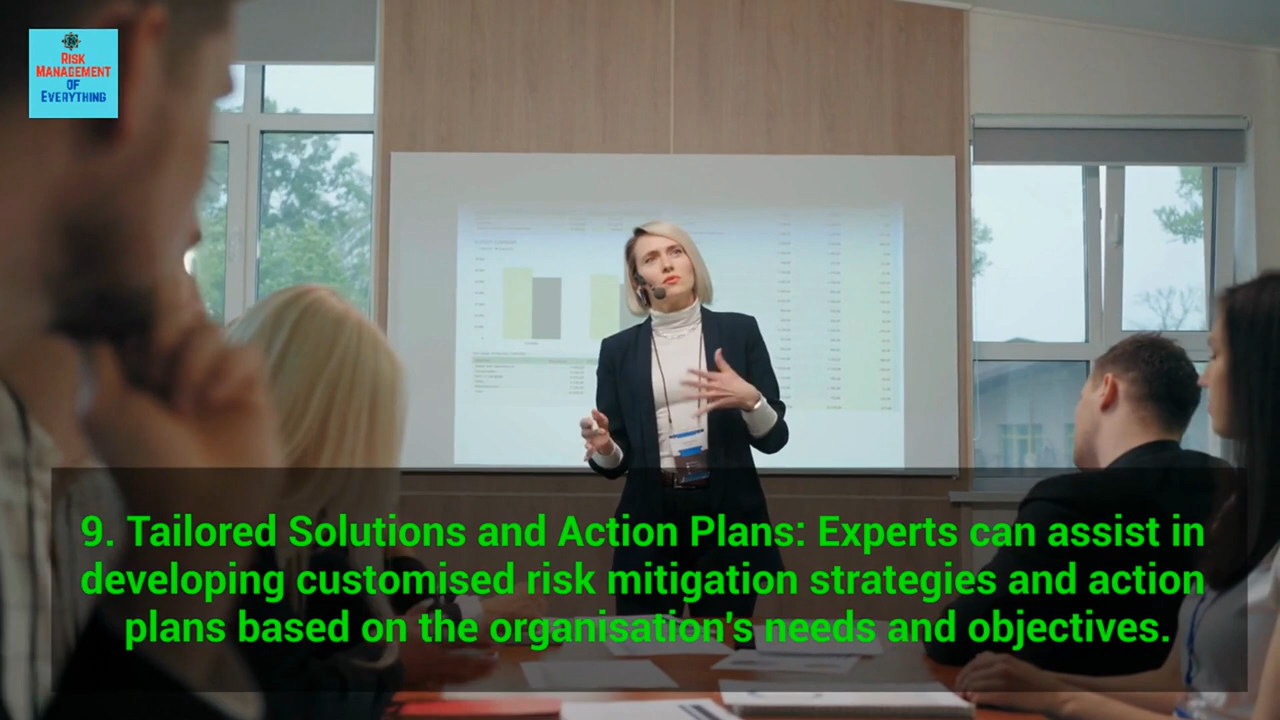 RISK
MANAGEMENT
OF
EVERYTHING
9. Tailored Solutions and Action Plans: Experts can assist in
developing customised risk mitigation strategies and action
plans based on the organisation's needs and objectives.